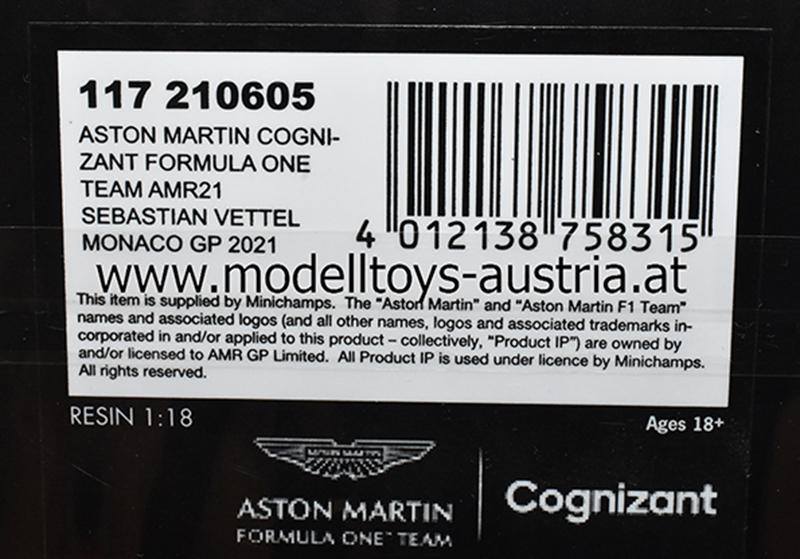 117 210605
ASTON MARTIN COGNI-
ZANT FORMULA ONE
TEAM AMR21
SEBASTIAN VETTEL
MONACO GP 2021
4 012138 758315
www.modelltoys-austria.at
This item is supplied by Minichamps. The "Aston Martin" and "Aston Martin F1 Team"
names and associated logos (and all other names, logos and associated trademarks in-
corporated in and/or applied to this product – collectively, "Product IP") are owned by
and/or licensed to AMR GP Limited. All Product IP is used under licence by Minichamps.
All rights reserved.
RESIN 1:18
Ages 18+
ASTON MARTIN
ASTON MARTIN
FORMULA ONE™ TEAM
Cognizant